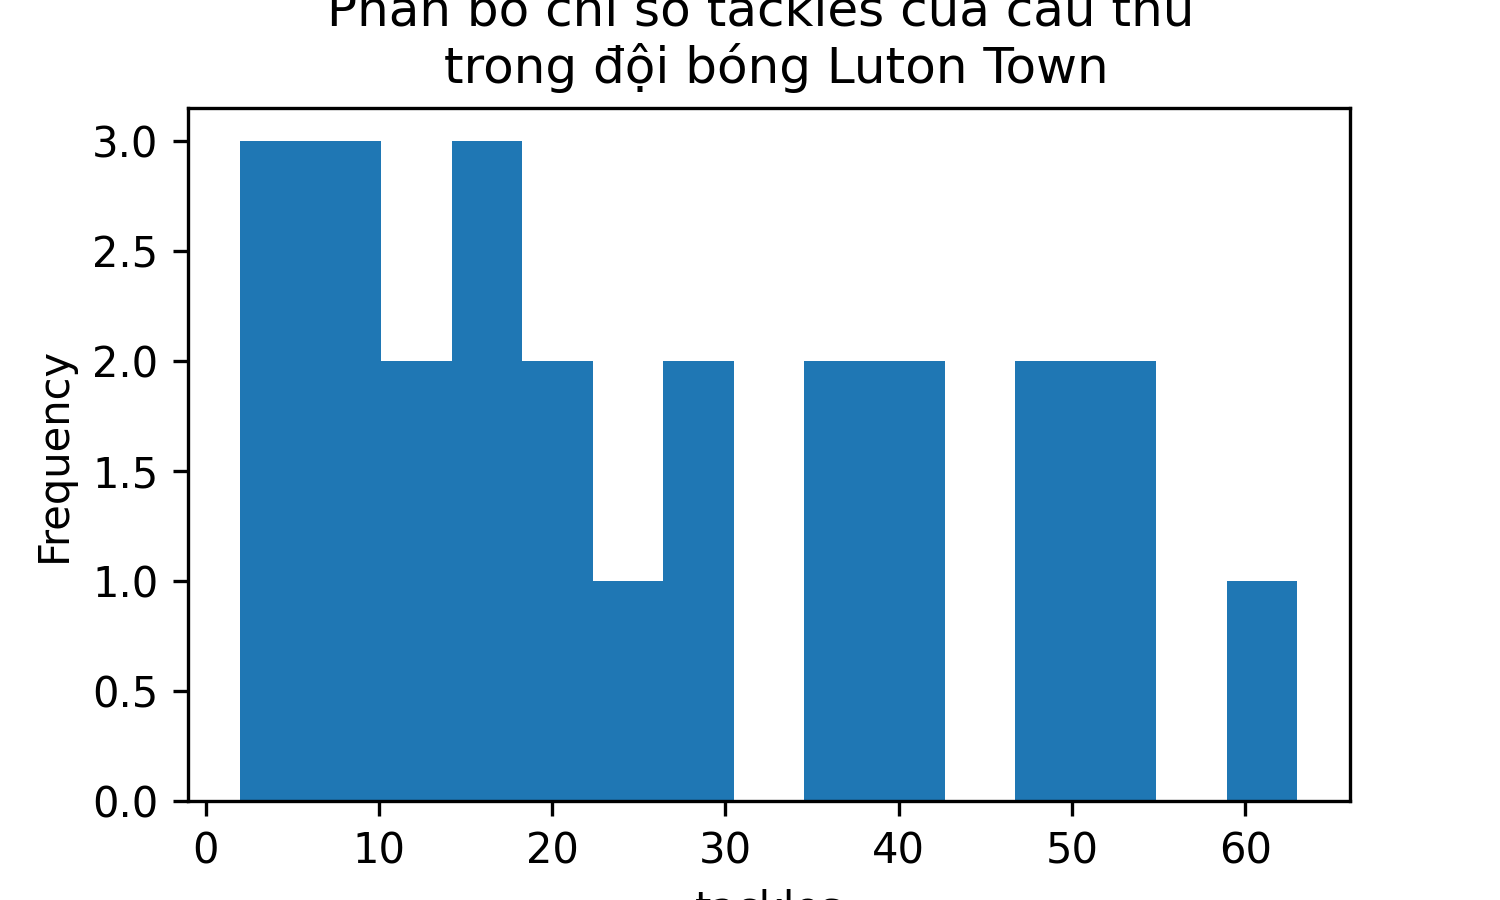 Phân bố chỉ số tackles của cầu thủ
trong đội bóng Luton Town
3.0
2.5
2.0
1.5
1.0
0.5
0.0
Frequency
0 10 20 30 40 50 60
tackles